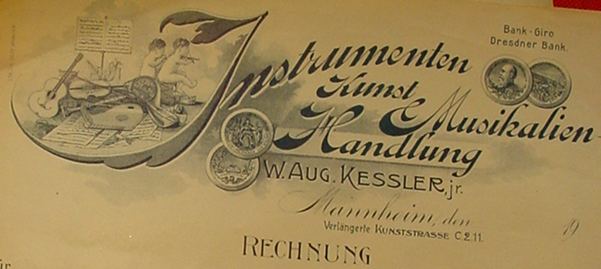 Bank-Giro
Dresdner Bank.
Instrumenten
Kunst & Musikalien-
Handlung
W. AUG. KESSLER, jr.
Mannheim, den 19
Verlängerte KUNSTSTRASSE C.2.11.
RECHNUNG